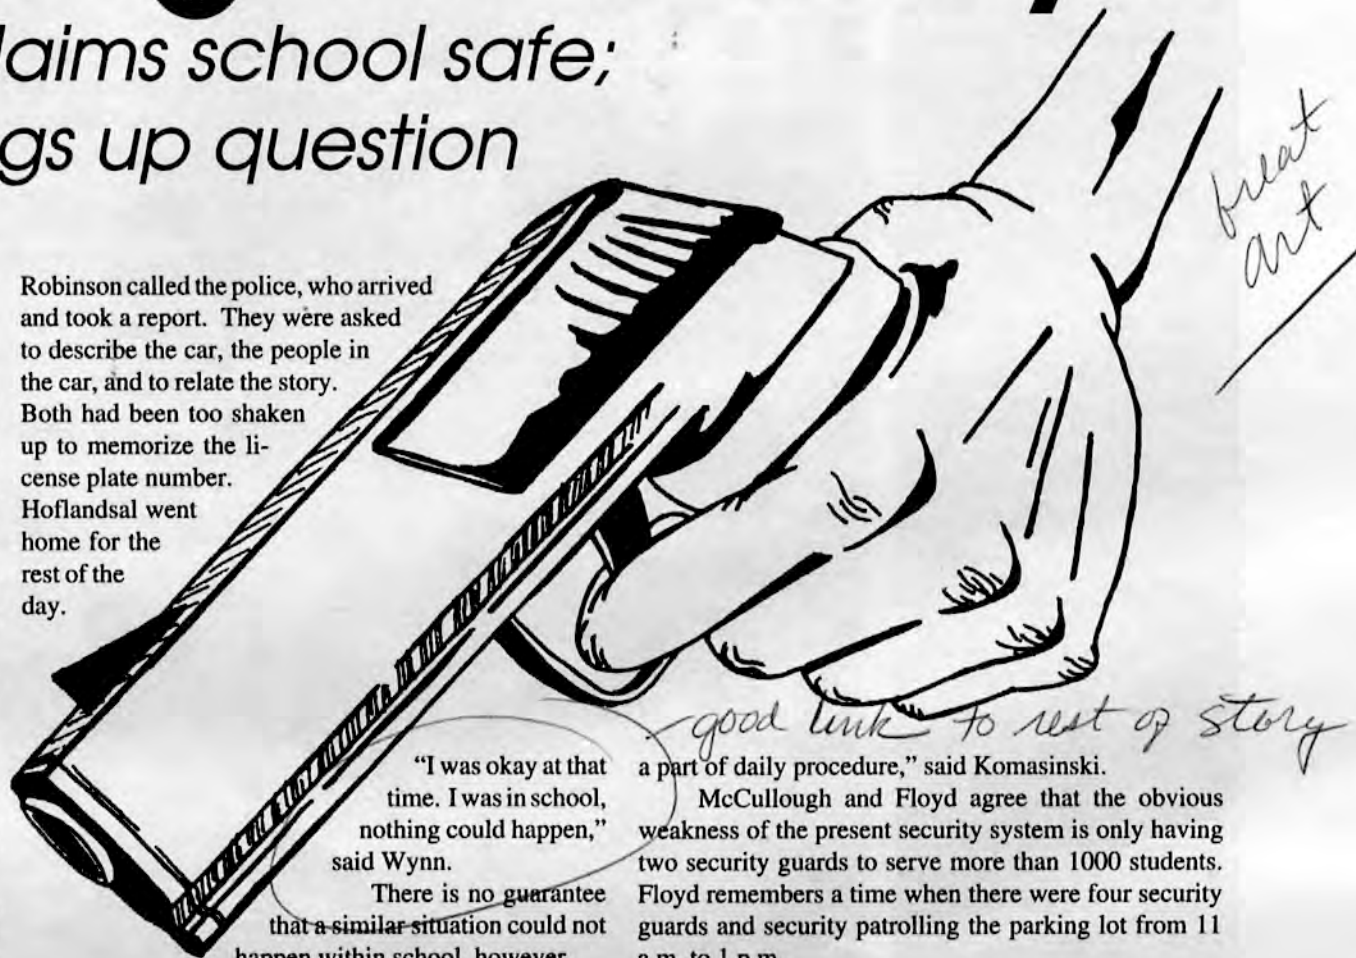 laims school safe;
gs up question
great
art
Robinson called the police, who arrived
and took a report. They were asked
to describe the car, the people in
the car, and to relate the story.
Both had been too shaken
up to memorize the li-
cense plate number.
Hoflandsal went
home for the
rest of the
day.
"I was okay at that
time. I was in school,
nothing could happen,"
said Wynn.
There is no guarantee
that a similar situation could not
happen within school, however.
good link to rest of story
a part of daily procedure," said Komasinski.
McCullough and Floyd agree that the obvious
weakness of the present security system is only having
two security guards to serve more than 1000 students.
Floyd remembers a time when there were four security
guards and security patrolling the parking lot from 11
a.m. to 1 p.m.